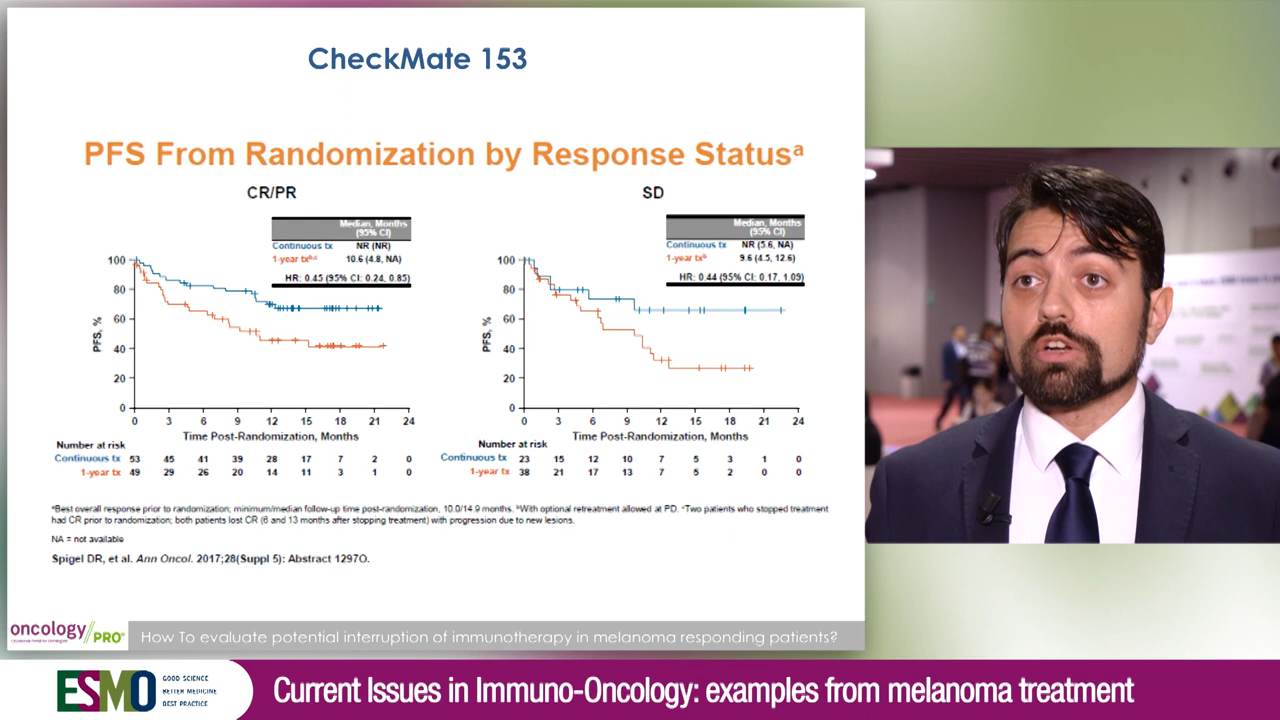 CheckMate 153
PFS From Randomization by Response Statusᵃ
CR/PR
Median, Months
(95% CI)
Continuous tx NR (NR)
1-year txᵇ,ᶜ 10.6 (4.8, NA)
HR: 0.45 (95% CI: 0.24, 0.85)
PFS, %
100
80
60
40
20
0
0 3 6 9 12 15 18 21 24
Time Post-Randomization, Months
Number at risk
Continuous tx 53 45 41 39 28 17 7 2 0
1-year tx 49 29 26 20 14 11 3 1 0
SD
Median, Months
(95% CI)
Continuous tx NR (5.6, NA)
1-year txᵇ 9.6 (4.5, 12.6)
HR: 0.44 (95% CI: 0.17, 1.09)
PFS, %
100
80
60
40
20
0
0 3 6 9 12 15 18 21 24
Time Post-Randomization, Months
Number at risk
Continuous tx 23 15 12 10 7 5 3 1 0
1-year tx 38 21 17 13 7 5 2 0 0
ᵃBest overall response prior to randomization; minimum/median follow-up time post-randomization, 10.0/14.9 months. ᵇWith optional retreatment allowed at PD. ᶜTwo patients who stopped treatment
had CR prior to randomization; both patients lost CR (6 and 13 months after stopping treatment) with progression due to new lesions.
NA = not available
Spigel DR, et al. Ann Oncol. 2017;28(Suppl 5): Abstract 1297O.
oncology//PRO®
How To evaluate potential interruption of immunotherapy in melanoma responding patients?
ESMO
GOOD SCIENCE
BETTER MEDICINE
BEST PRACTICE
Current Issues in Immuno-Oncology: examples from melanoma treatment